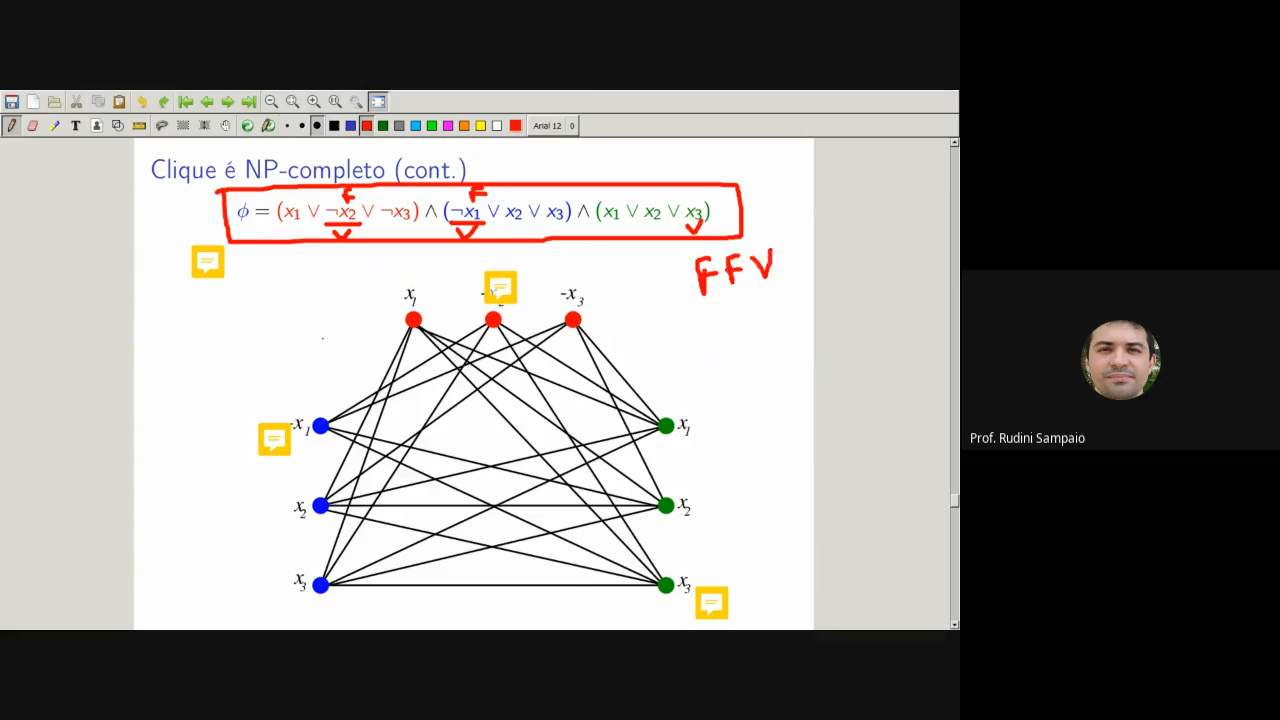 Arial 12 0
Clique é NP-completo (cont.)
F F
ϕ = (x₁ ∨ ¬x₂ ∨ ¬x₃) ∧ (¬x₁ ∨ x₂ ∨ x₃) ∧ (x₁ ∨ x₂ ∨ x₃)
V V V
F F V
x₁ -x₃
-x₁ x₁
x₂ x₂
x₃ x₃
Prof. Rudini Sampaio